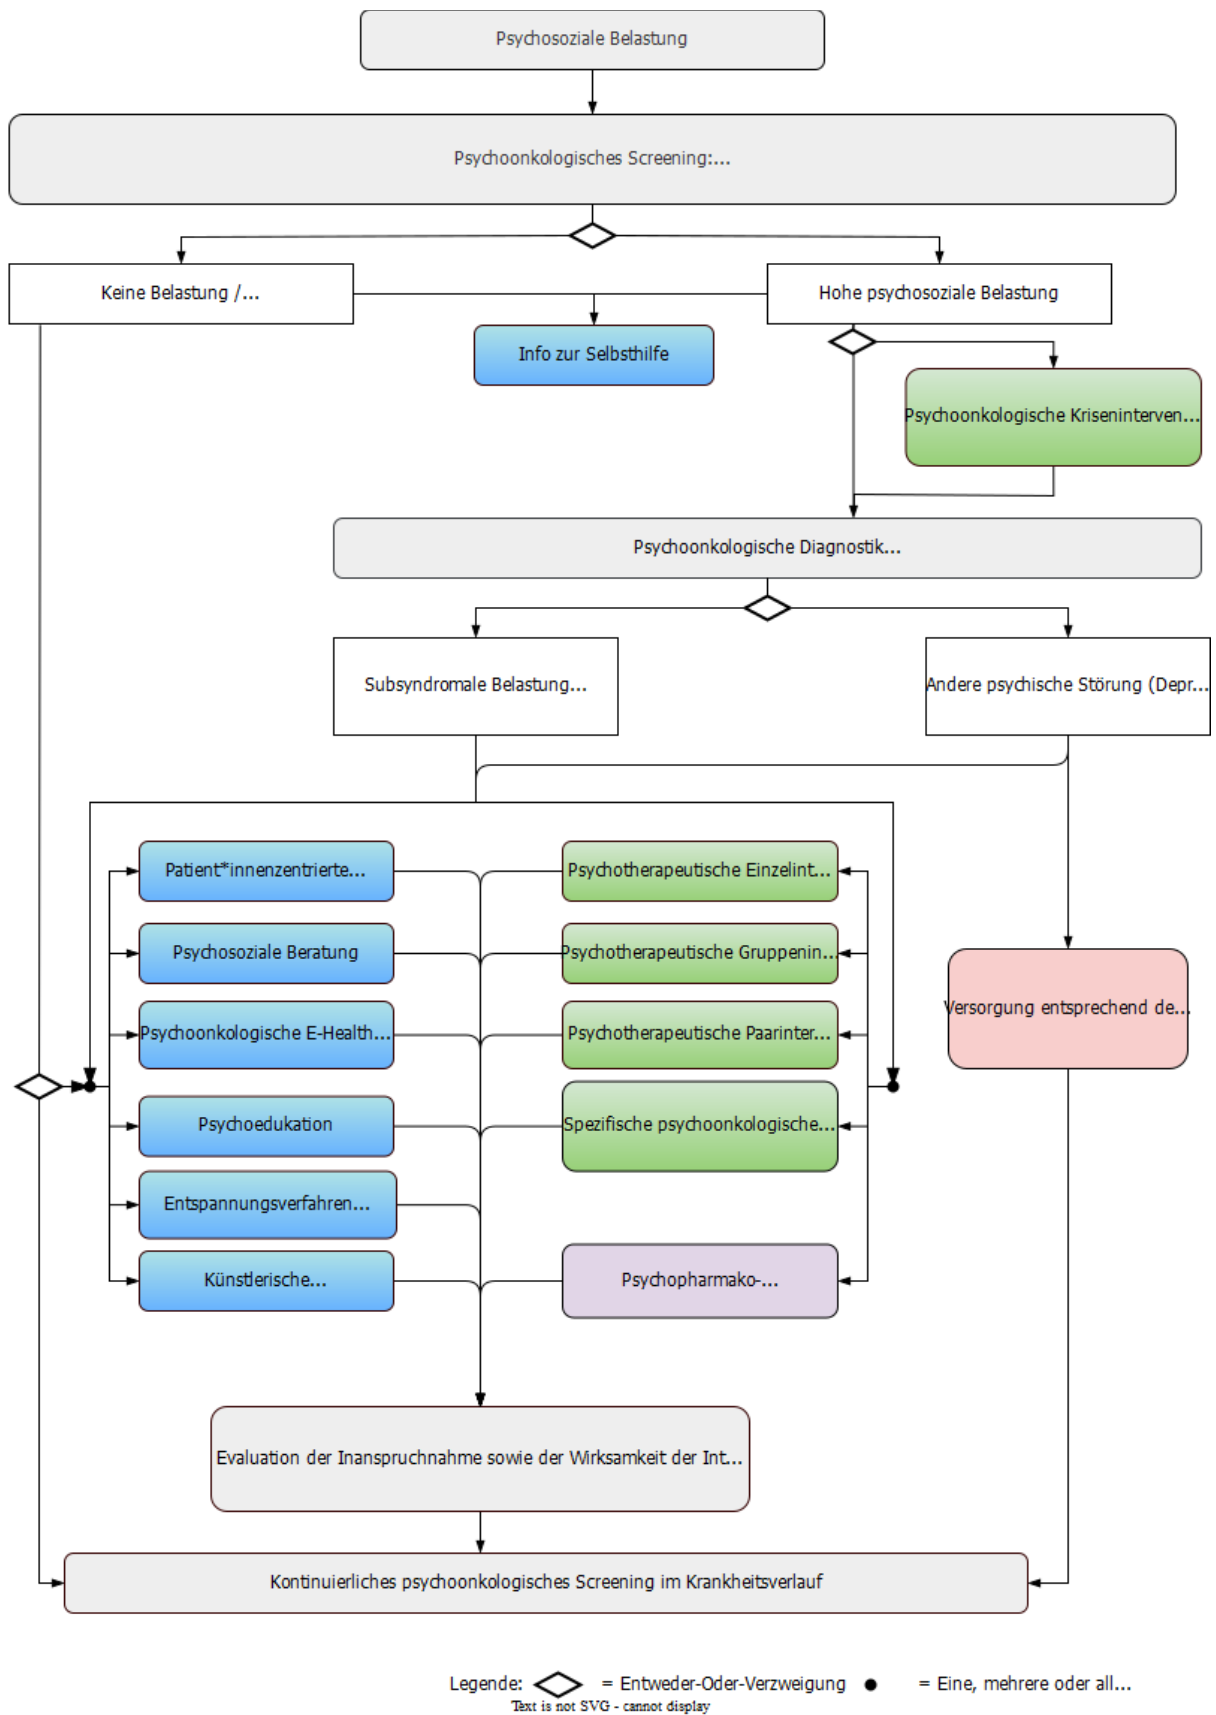 Psychosoziale Belastung
Psychoonkologisches Screening:...
Keine Belastung /...
Hohe psychosoziale Belastung
Info zur Selbsthilfe
Psychoonkologische Kriseninterven...
Psychoonkologische Diagnostik...
Subsyndromale Belastung...
Andere psychische Störung (Depr...
Patient*innenzentrierte...
Psychotherapeutische Einzelint...
Psychosoziale Beratung
Psychotherapeutische Gruppenin...
Psychoonkologische E-Health...
Psychotherapeutische Paarinter...
Versorgung entsprechend de...
Psychoedukation
Spezifische psychoonkologische...
Entspannungsverfahren...
Künstlerische...
Psychopharmako-...
Evaluation der Inanspruchnahme sowie der Wirksamkeit der Int...
Kontinuierliches psychoonkologisches Screening im Krankheitsverlauf
Legende: = Entweder-Oder-Verzweigung = Eine, mehrere oder all...
Text is not SVG - cannot display